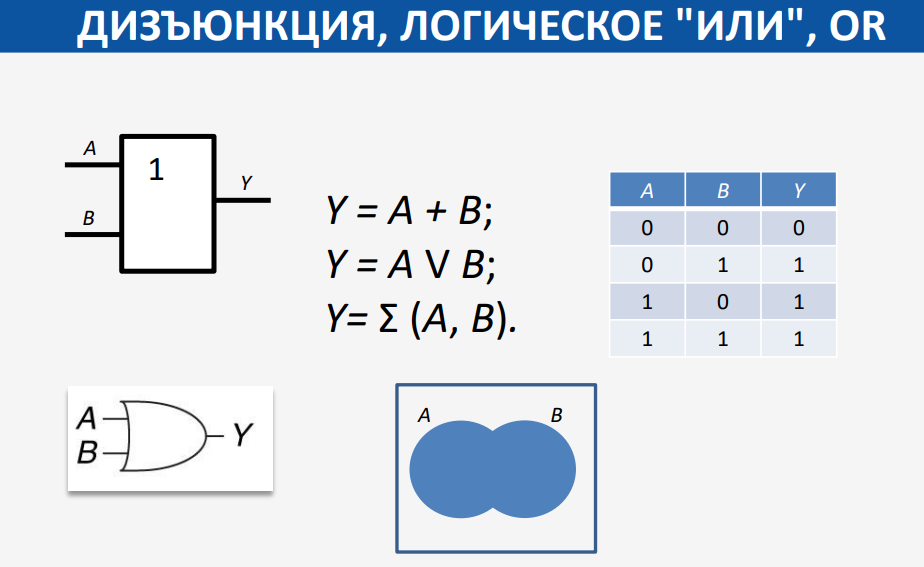 ДИЗЪЮНКЦИЯ, ЛОГИЧЕСКОЕ "ИЛИ", OR
A
1
Y
B
Y = A + B;
Y = A V B;
Y= Σ (A, B).
A B Y
0 0 0
0 1 1
1 0 1
1 1 1
A
B
Y
A B